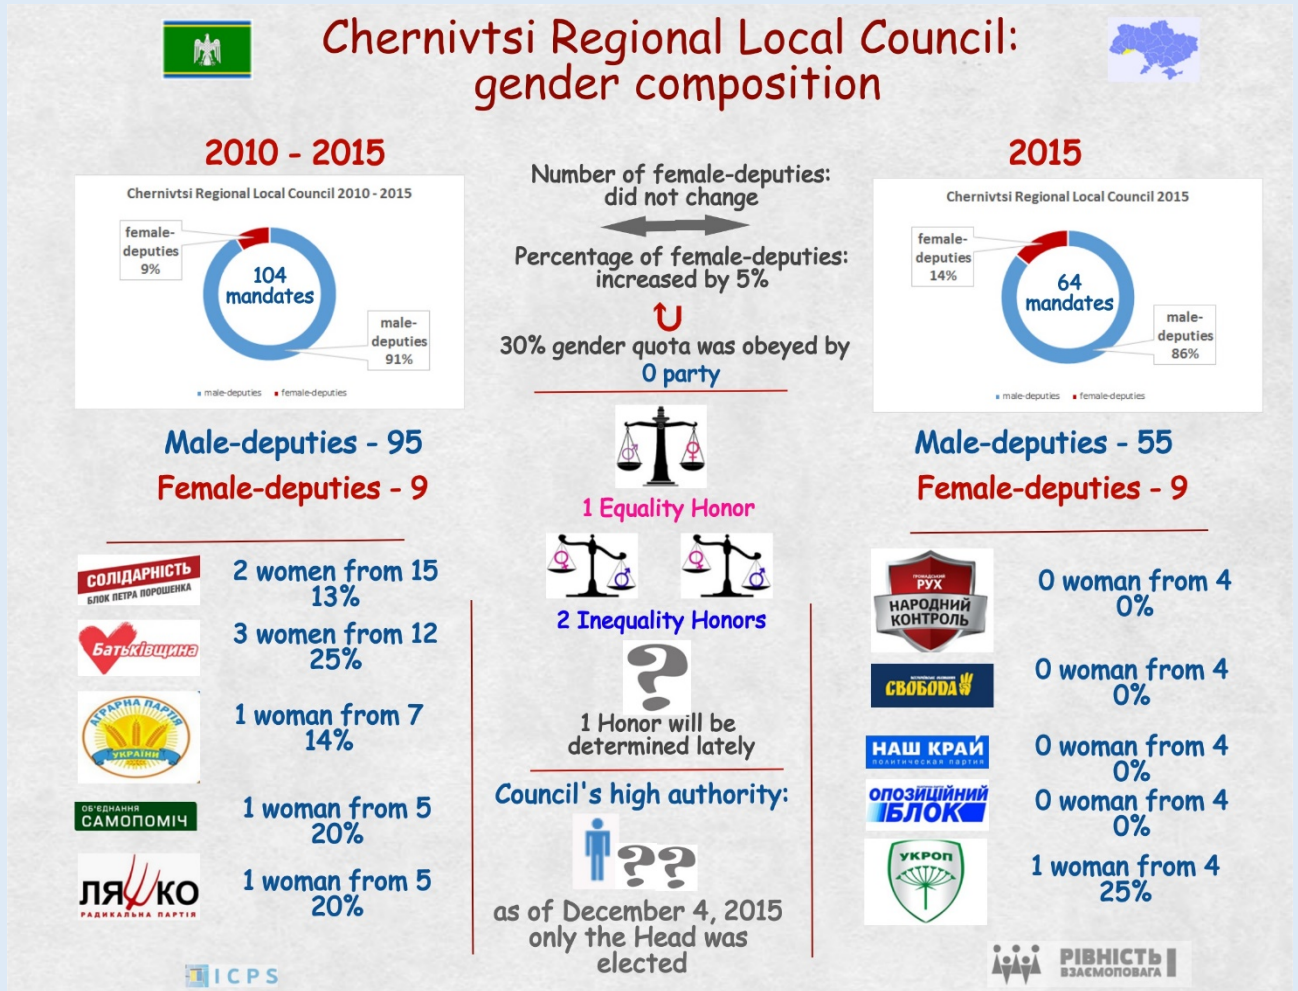 Chernivtsi Regional Local Council:
gender composition
2010 - 2015
Chernivtsi Regional Local Council 2010 - 2015
female-
deputies
9%
104
mandates
male-
deputies
91%
male-deputies female-deputies
Male-deputies - 95
Female-deputies - 9
СОЛІДАРНІСТЬ
БЛОК ПЕТРА ПОРОШЕНКА
2 women from 15
13%
Батьківщина
3 women from 12
25%
АГРАРНА ПАРТІЯ
УКРАЇНИ
1 woman from 7
14%
ОБ'ЄДНАННЯ
САМОПОМІЧ
1 woman from 5
20%
ЛЯШКО
РАДИКАЛЬНА ПАРТІЯ
1 woman from 5
20%
ICPS
Number of female-deputies:
did not change
Percentage of female-deputies:
increased by 5%
30% gender quota was obeyed by
0 party
1 Equality Honor
2 Inequality Honors
?
1 Honor will be
determined lately
Council's high authority:
??
as of December 4, 2015
only the Head was
elected
2015
Chernivtsi Regional Local Council 2015
female-
deputies
14%
64
mandates
male-
deputies
86%
male-deputies female-deputies
Male-deputies - 55
Female-deputies - 9
ГРОМАДСЬКИЙ
РУХ
НАРОДНИЙ
КОНТРОЛЬ
0 woman from 4
0%
СВОБОДА
0 woman from 4
0%
НАШ КРАЙ
ПОЛИТИЧЕСКАЯ ПАРТИЯ
0 woman from 4
0%
ОПОЗИЦІЙНИЙ
БЛОК
0 woman from 4
0%
УКРОП
1 woman from 4
25%
РІВНІСТЬ
ВЗАЄМОПОВАГА